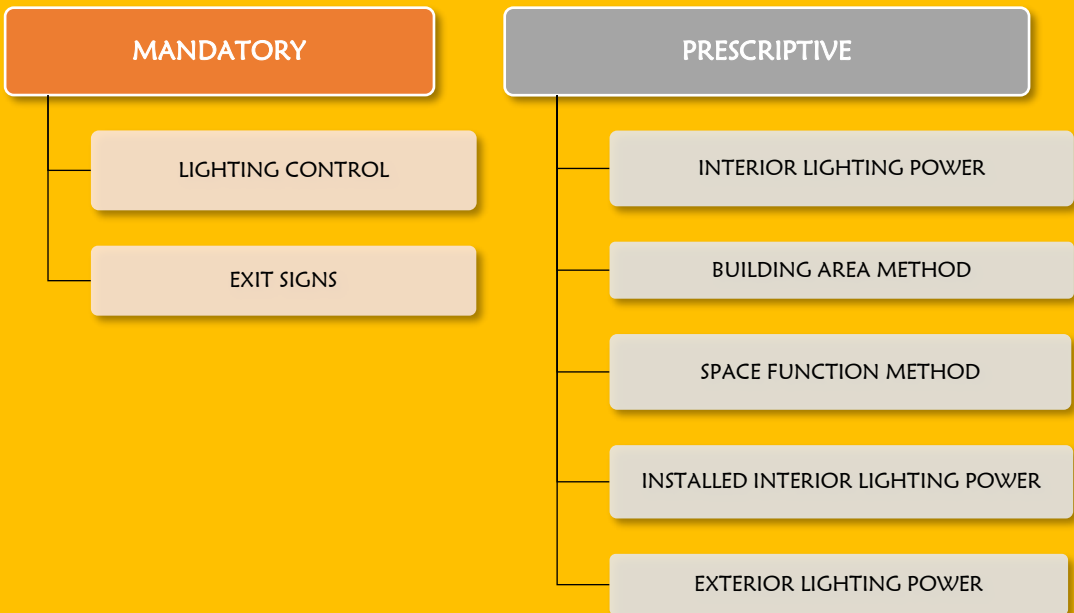 MANDATORY
LIGHTING CONTROL
EXIT SIGNS
PRESCRIPTIVE
INTERIOR LIGHTING POWER
BUILDING AREA METHOD
SPACE FUNCTION METHOD
INSTALLED INTERIOR LIGHTING POWER
EXTERIOR LIGHTING POWER